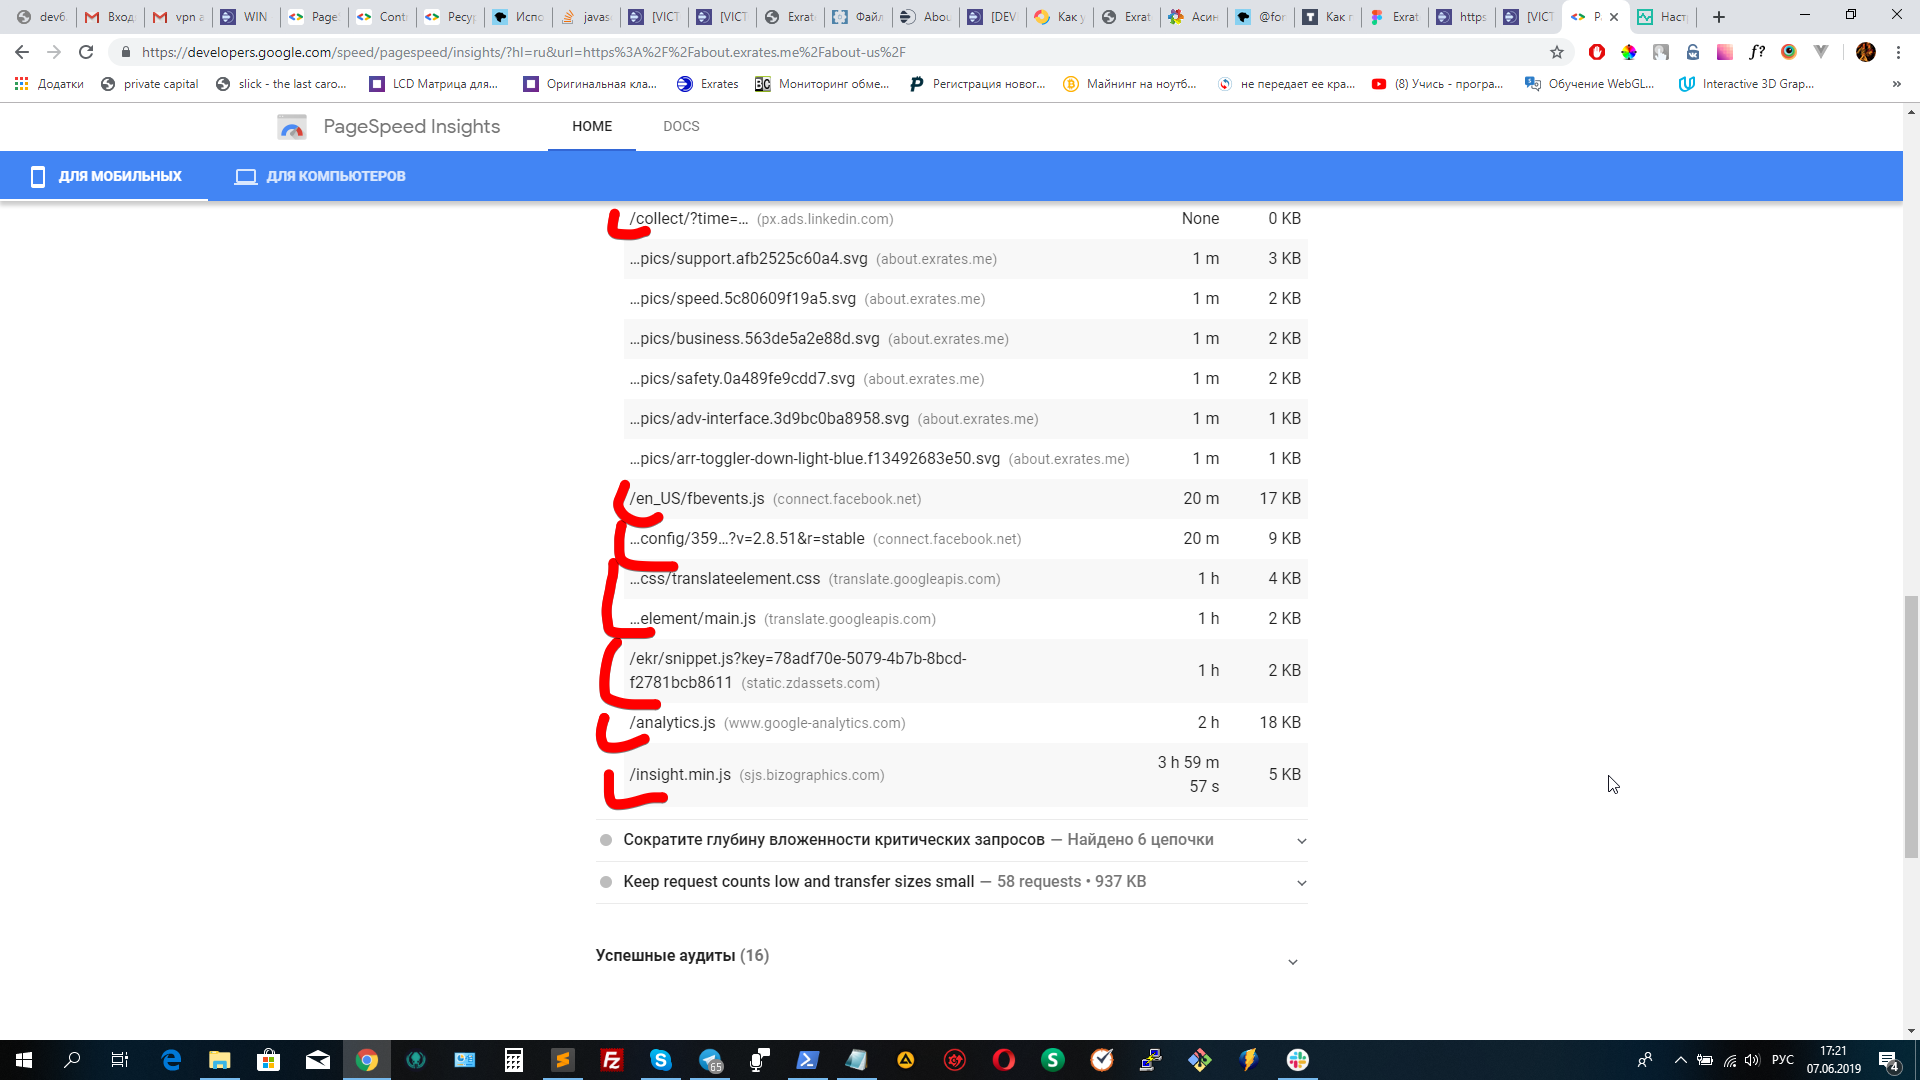 dev6.
Вход
vpn a
WIN
Page
Cont
Ресу
Испо
javas
[VICT
[VICT
Exrat
Файл
Abou
[DEV
Как у
Exrat
Асин
@for
Как п
Exrat
https
[VICT
P
Наст
https://developers.google.com/speed/pagespeed/insights/?hl=ru&url=https%3A%2F%2Fabout.exrates.me%2Fabout-us%2F
f?
Додатки
private capital
slick - the last caro...
LCD Матрица для...
Оригинальная кла...
Exrates
BC
Мониторинг обме...
Регистрация новог...
Майнинг на ноутб...
не передает ее кра...
(8) Учись - програ...
Обучение WebGL...
Interactive 3D Grap...
»
PageSpeed Insights
HOME
DOCS
ДЛЯ МОБИЛЬНЫХ
ДЛЯ КОМПЬЮТЕРОВ
/collect/?time=… (px.ads.linkedin.com) None 0 KB
…pics/support.afb2525c60a4.svg (about.exrates.me) 1 m 3 KB
…pics/speed.5c80609f19a5.svg (about.exrates.me) 1 m 2 KB
…pics/business.563de5a2e88d.svg (about.exrates.me) 1 m 2 KB
…pics/safety.0a489fe9cdd7.svg (about.exrates.me) 1 m 2 KB
…pics/adv-interface.3d9bc0ba8958.svg (about.exrates.me) 1 m 1 KB
…pics/arr-toggler-down-light-blue.f13492683e50.svg (about.exrates.me) 1 m 1 KB
/en_US/fbevents.js (connect.facebook.net) 20 m 17 KB
…config/359…?v=2.8.51&r=stable (connect.facebook.net) 20 m 9 KB
…css/translateelement.css (translate.googleapis.com) 1 h 4 KB
…element/main.js (translate.googleapis.com) 1 h 2 KB
/ekr/snippet.js?key=78adf70e-5079-4b7b-8bcd-
f2781bcb8611 (static.zdassets.com) 1 h 2 KB
/analytics.js (www.google-analytics.com) 2 h 18 KB
/insight.min.js (sjs.bizographics.com) 3 h 59 m
57 s 5 KB
Сократите глубину вложенности критических запросов — Найдено 6 цепочки
Keep request counts low and transfer sizes small — 58 requests • 937 KB
Успешные аудиты (16)
65
РУС
17:21
07.06.2019
4